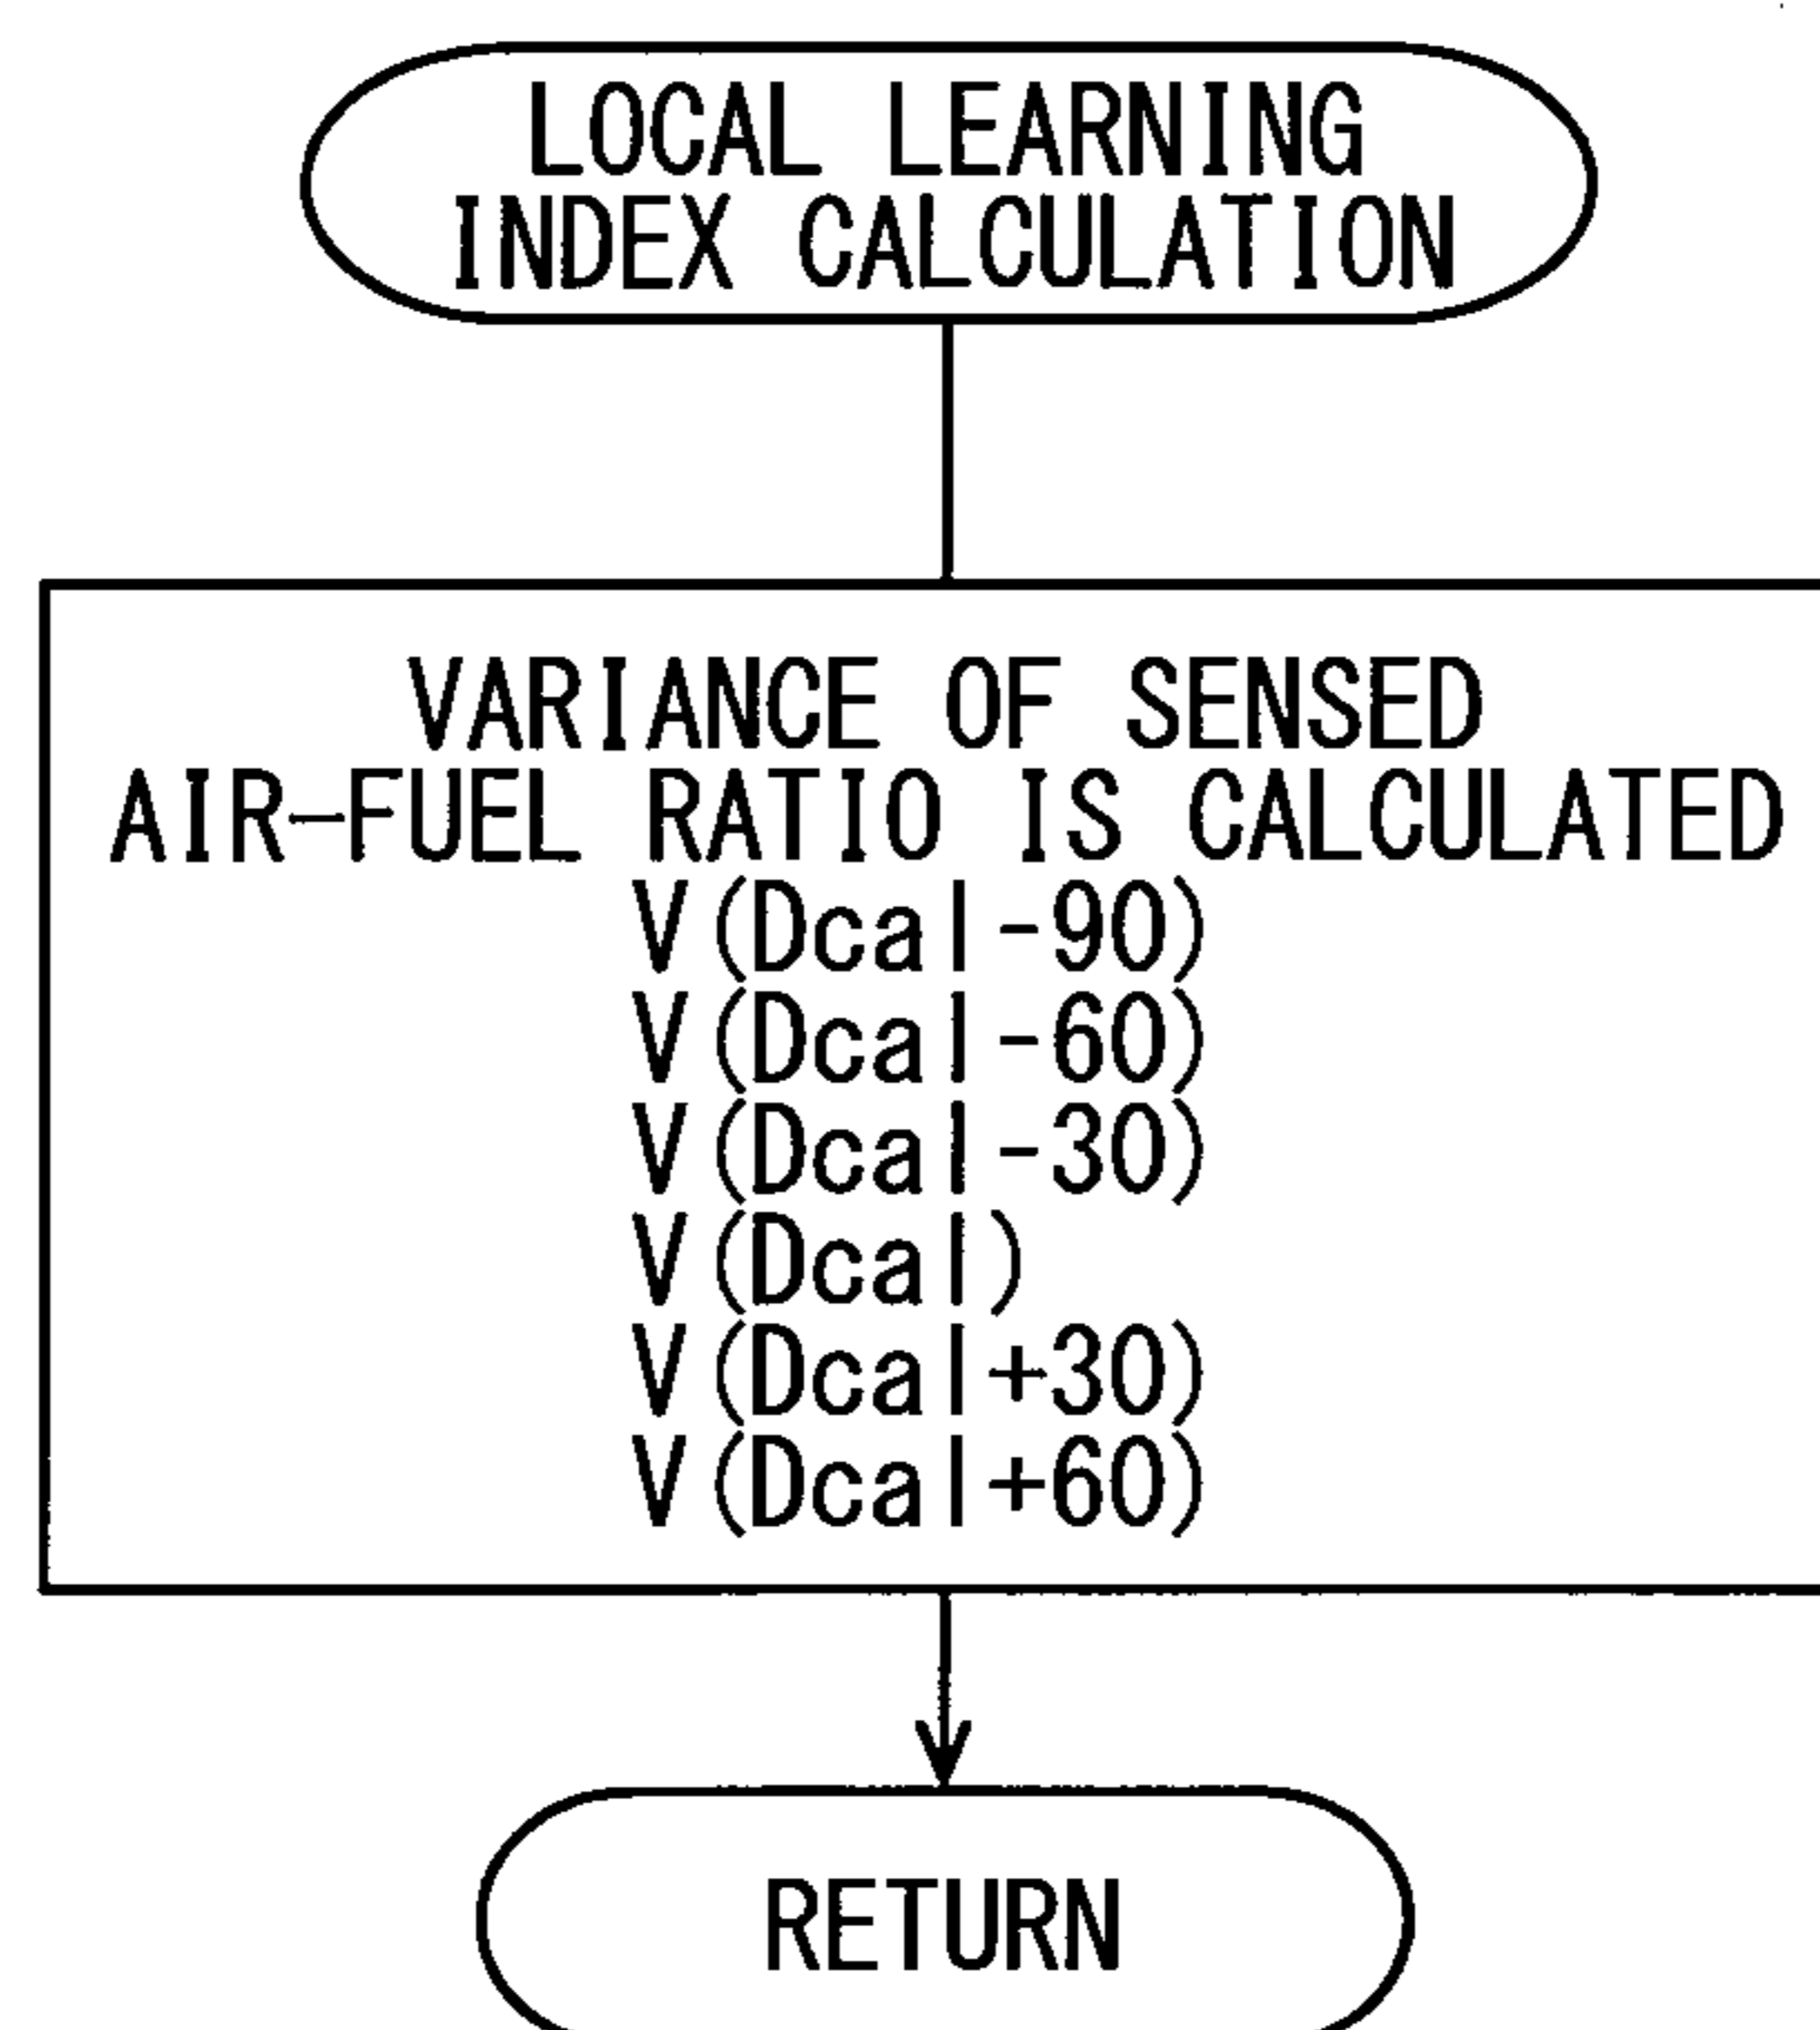 LOCAL LEARNING
INDEX CALCULATION
VARIANCE OF SENSED
AIR-FUEL RATIO IS CALCULATED
V(Dcal-90)
V(Dcal-60)
V(Dcal-30)
V(Dcal)
V(Dcal+30)
V(Dcal+60)
RETURN